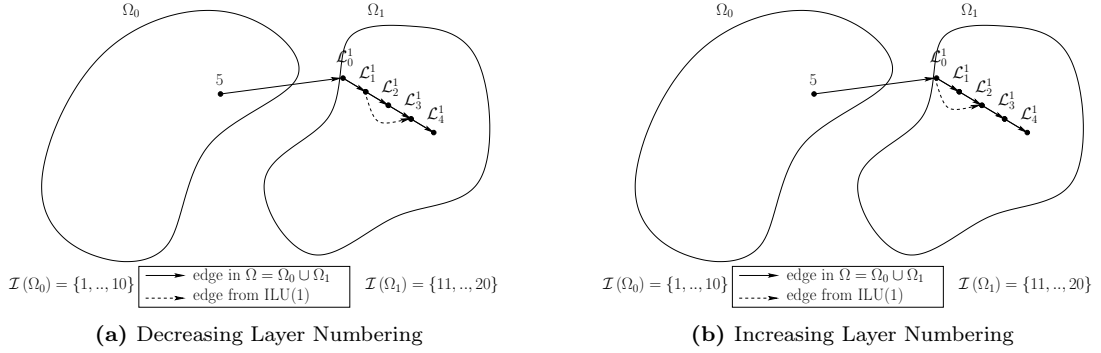 Ω₀ Ω₁
5
ℒ₀¹
ℒ₁¹
ℒ₂¹
ℒ₃¹
ℒ₄¹
ℐ (Ω₀) = {1, .., 10}
edge in Ω = Ω₀ ∪ Ω₁
edge from ILU(1)
ℐ (Ω₁) = {11, .., 20}
(a) Decreasing Layer Numbering
Ω₀ Ω₁
5
ℒ₀¹
ℒ₁¹
ℒ₂¹
ℒ₃¹
ℒ₄¹
ℐ (Ω₀) = {1, .., 10}
edge in Ω = Ω₀ ∪ Ω₁
edge from ILU(1)
ℐ (Ω₁) = {11, .., 20}
(b) Increasing Layer Numbering